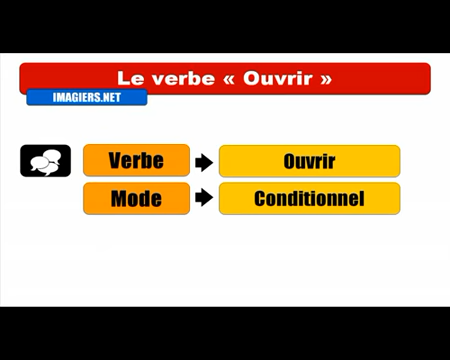 Le verbe « Ouvrir »
IMAGIERS.NET
Verbe Ouvrir
Mode Conditionnel